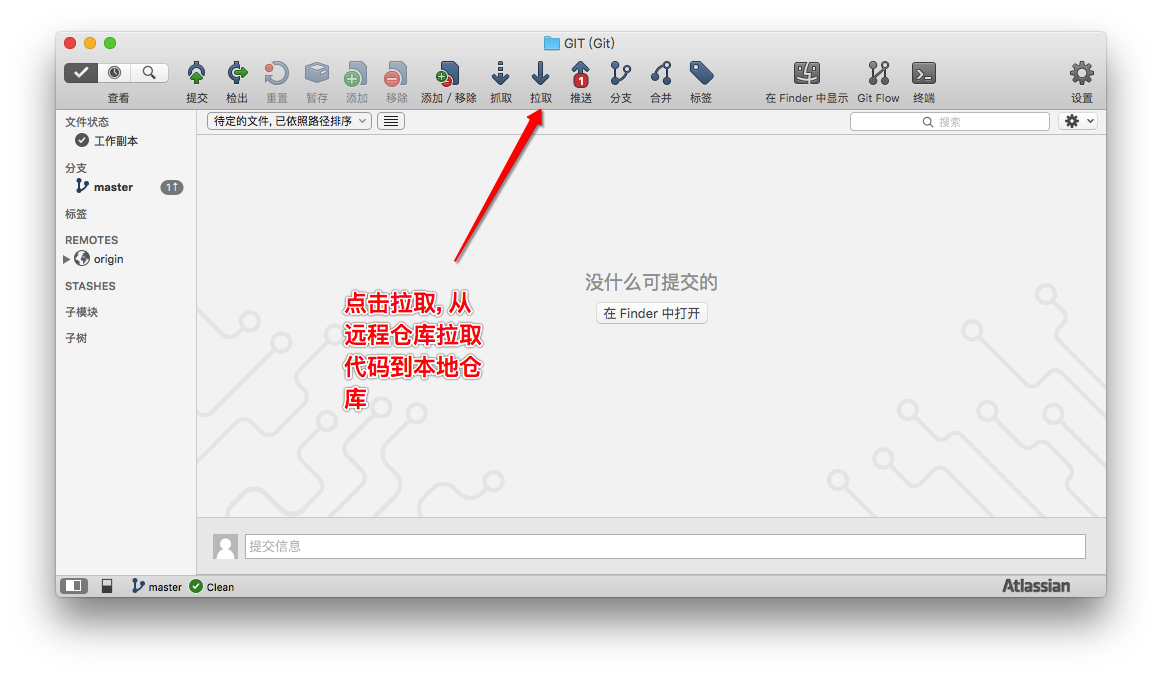 GIT (Git)
查看
提交
检出
重置
暂存
添加
移除
添加 / 移除
抓取
拉取
1
推送
分支
合并
标签
在 Finder 中显示
Git Flow
终端
设置
待定的文件, 已依照路径排序
搜索
文件状态
工作副本
分支
master
1↑
标签
REMOTES
origin
STASHES
子模块
子树
没什么可提交的
在 Finder 中打开
点击拉取, 从
远程仓库拉取
代码到本地仓
库
提交信息
master
Clean
Atlassian